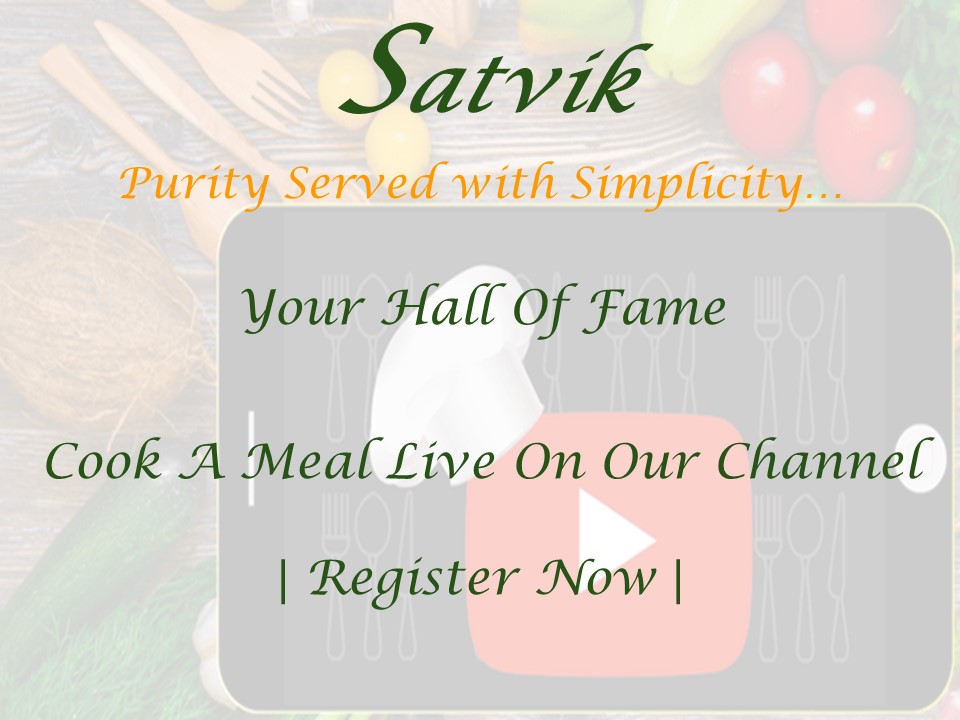 Satvik
Purity Served with Simplicity...
Your Hall Of Fame
Cook A Meal Live On Our Channel
| Register Now |